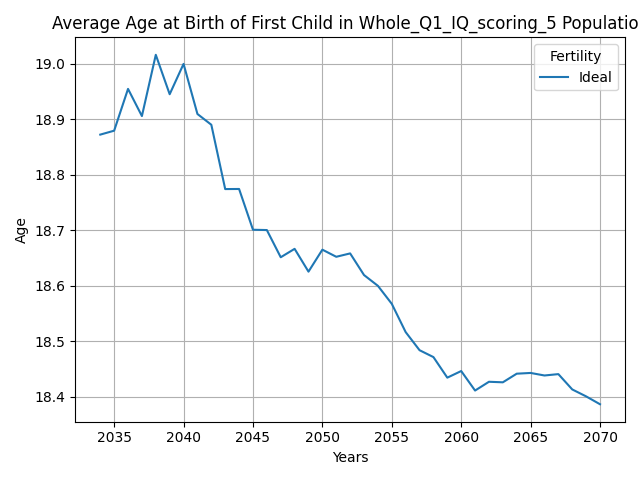 Average Age at Birth of First Child in Whole_Q1_IQ_scoring_5 Populatio
Fertility
Ideal
19.0
18.9
18.8
18.7
18.6
18.5
18.4
Age
2035 2040 2045 2050 2055 2060 2065 2070
Years